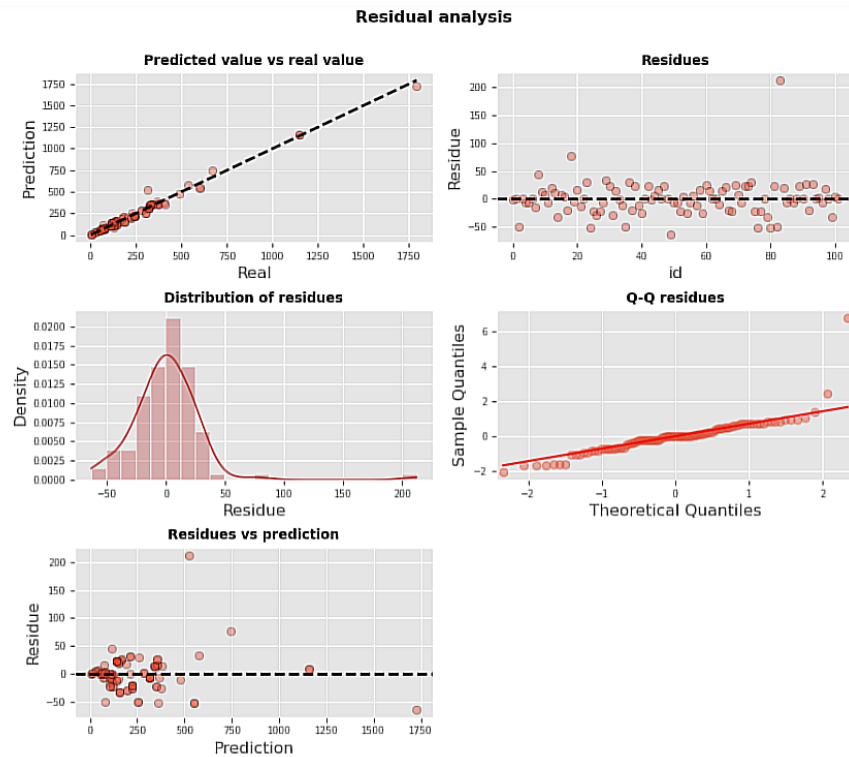 Residual analysis
Predicted value vs real value
1750
1500
1250
1000
750
500
250
0
Prediction
0 250 500 750 1000 1250 1500 1750
Real
Residues
200
150
100
50
0
−50
Residue
0 20 40 60 80 100
id
Distribution of residues
0.0200
0.0175
0.0150
0.0125
0.0100
0.0075
0.0050
0.0025
0.0000
Density
−50 0 50 100 150 200
Residue
Q-Q residues
6
4
2
0
−2
Sample Quantiles
−2 −1 0 1 2
Theoretical Quantiles
Residues vs prediction
200
150
100
50
0
−50
Residue
0 250 500 750 1000 1250 1500 1750
Prediction